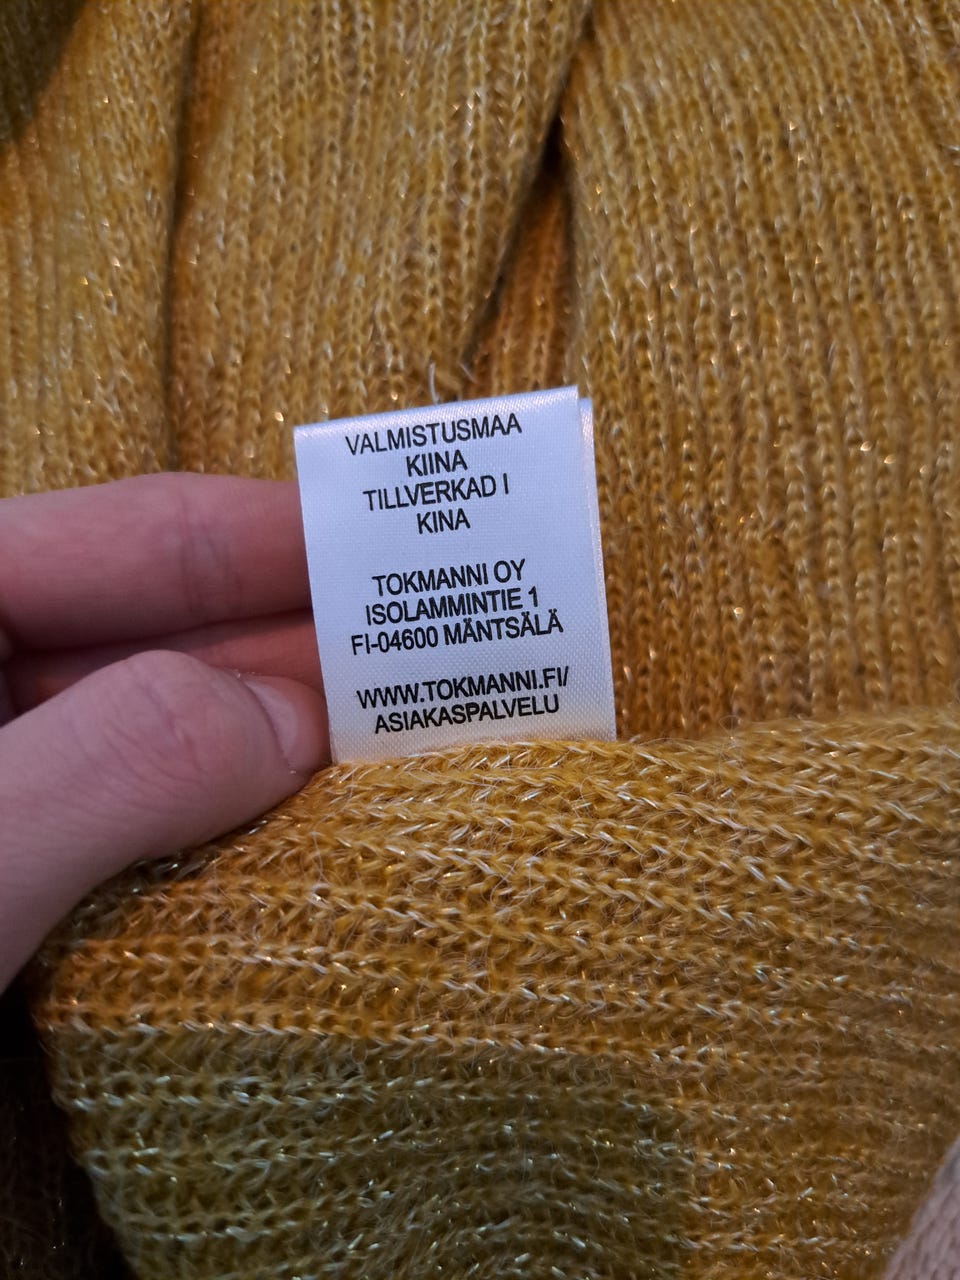 VALMISTUSMAA
KIINA
TILLVERKAD I
KINA
TOKMANNI OY
ISOLAMMINTIE 1
FI-04600 MÄNTSÄLÄ
WWW.TOKMANNI.FI/
ASIAKASPALVELU